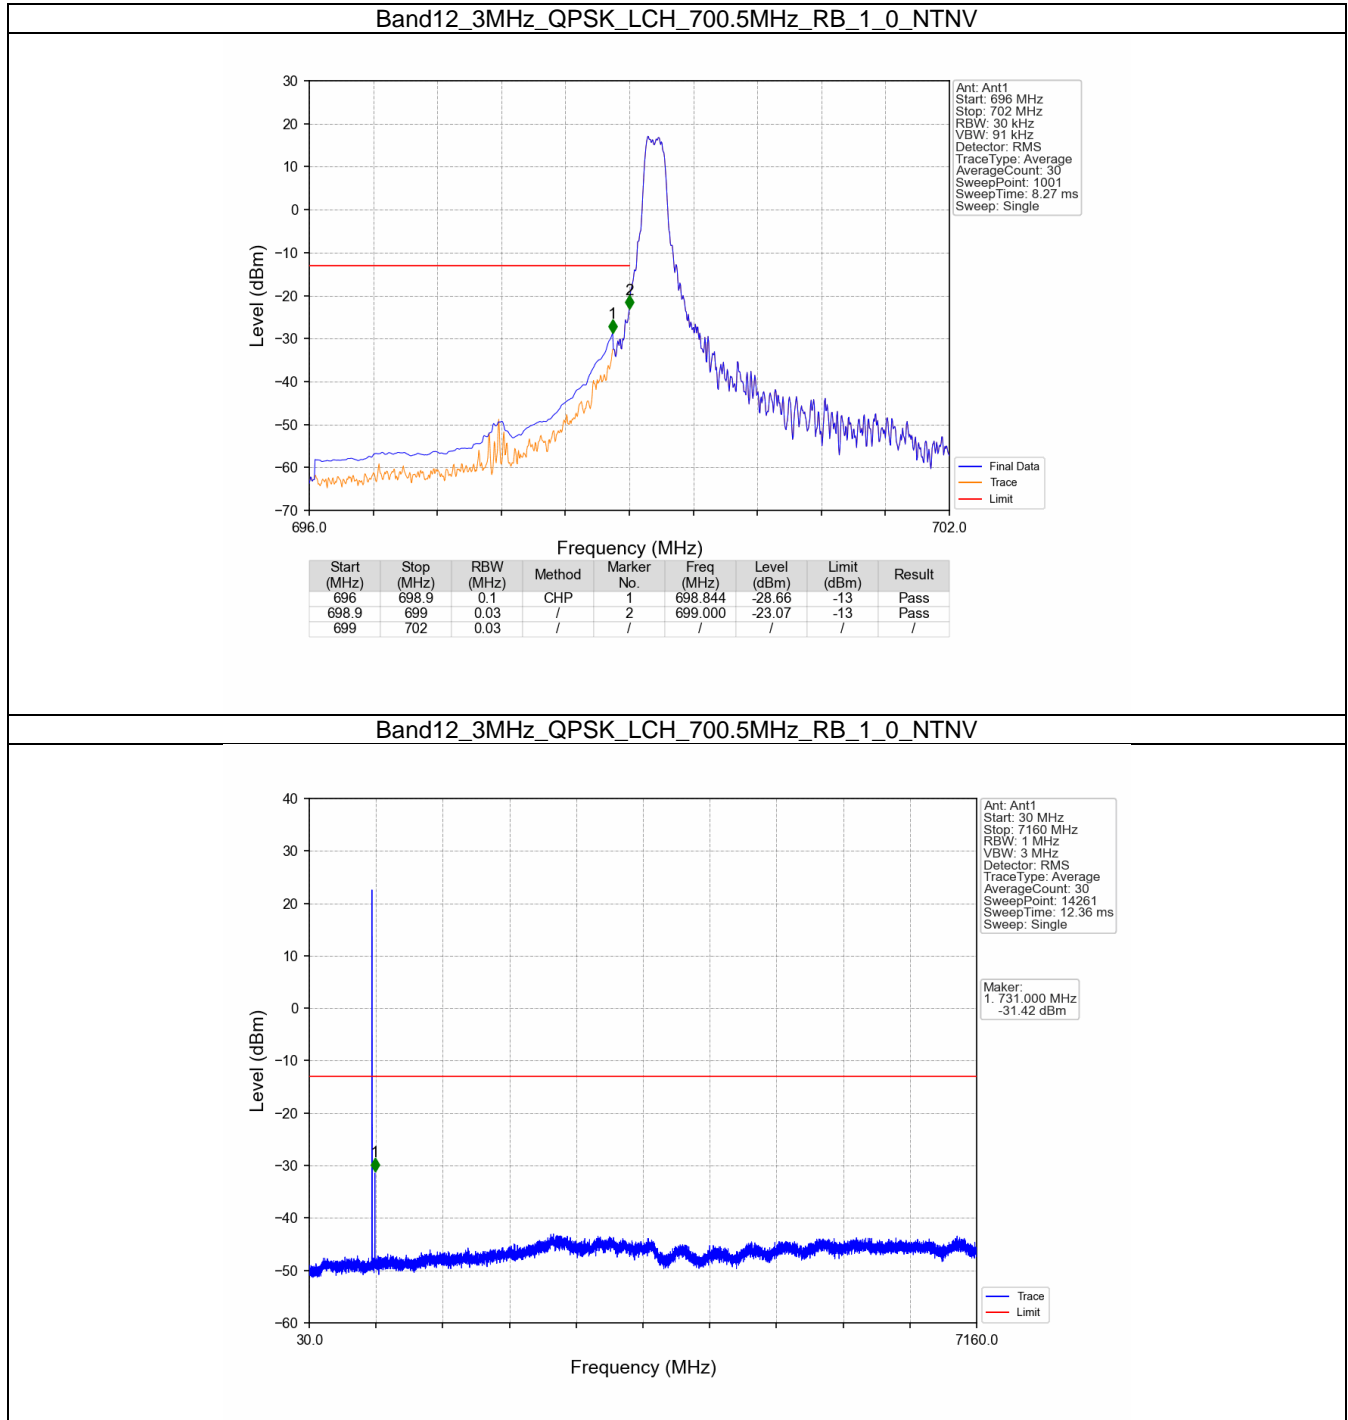 Band12_3MHz_QPSK_LCH_700.5MHz_RB_1_0_NTNV
30
20
10
0
−10
−20
−30
−40
−50
−60
−70
Level (dBm)
1
2
696.0
702.0
Frequency (MHz)
Ant: Ant1
Start: 696 MHz
Stop: 702 MHz
RBW: 30 kHz
VBW: 91 kHz
Detector: RMS
TraceType: Average
AverageCount: 30
SweepPoint: 1001
SweepTime: 8.27 ms
Sweep: Single
Final Data
Trace
Limit
Start (MHz) Stop (MHz) RBW (MHz) Method Marker No. Freq (MHz) Level (dBm) Limit (dBm) Result
696 698.9 0.1 CHP 1 698.844 -28.66 -13 Pass
698.9 699 0.03 / 2 699.000 -23.07 -13 Pass
699 702 0.03 / / / / / /
Band12_3MHz_QPSK_LCH_700.5MHz_RB_1_0_NTNV
40
30
20
10
0
−10
−20
−30
−40
−50
−60
Level (dBm)
1
30.0
7160.0
Frequency (MHz)
Ant: Ant1
Start: 30 MHz
Stop: 7160 MHz
RBW: 1 MHz
VBW: 3 MHz
Detector: RMS
TraceType: Average
AverageCount: 30
SweepPoint: 14261
SweepTime: 12.36 ms
Sweep: Single
Maker:
1. 731.000 MHz
-31.42 dBm
Trace
Limit